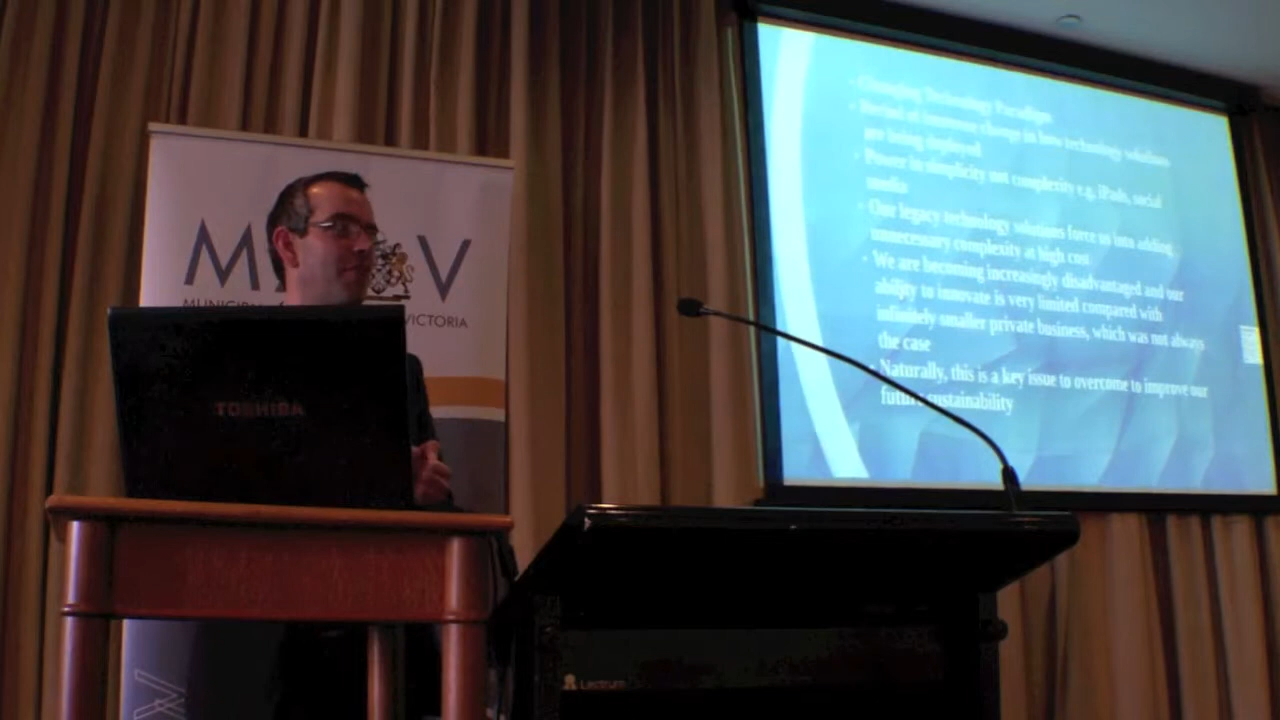 M V
MUNICIPAL
VICTORIA
TOSHIBA
Lectrum
Changing Technology Paradigm
Period of immense change in how technology solutions
are being deployed
Power in simplicity not complexity e.g. iPads, social
media
Our legacy technology solutions force us into adding
unnecessary complexity at high cost
We are becoming increasingly disadvantaged and our
ability to innovate is very limited compared with
infinitely smaller private business, which was not always
the case
Naturally, this is a key issue to overcome to improve our
future sustainability